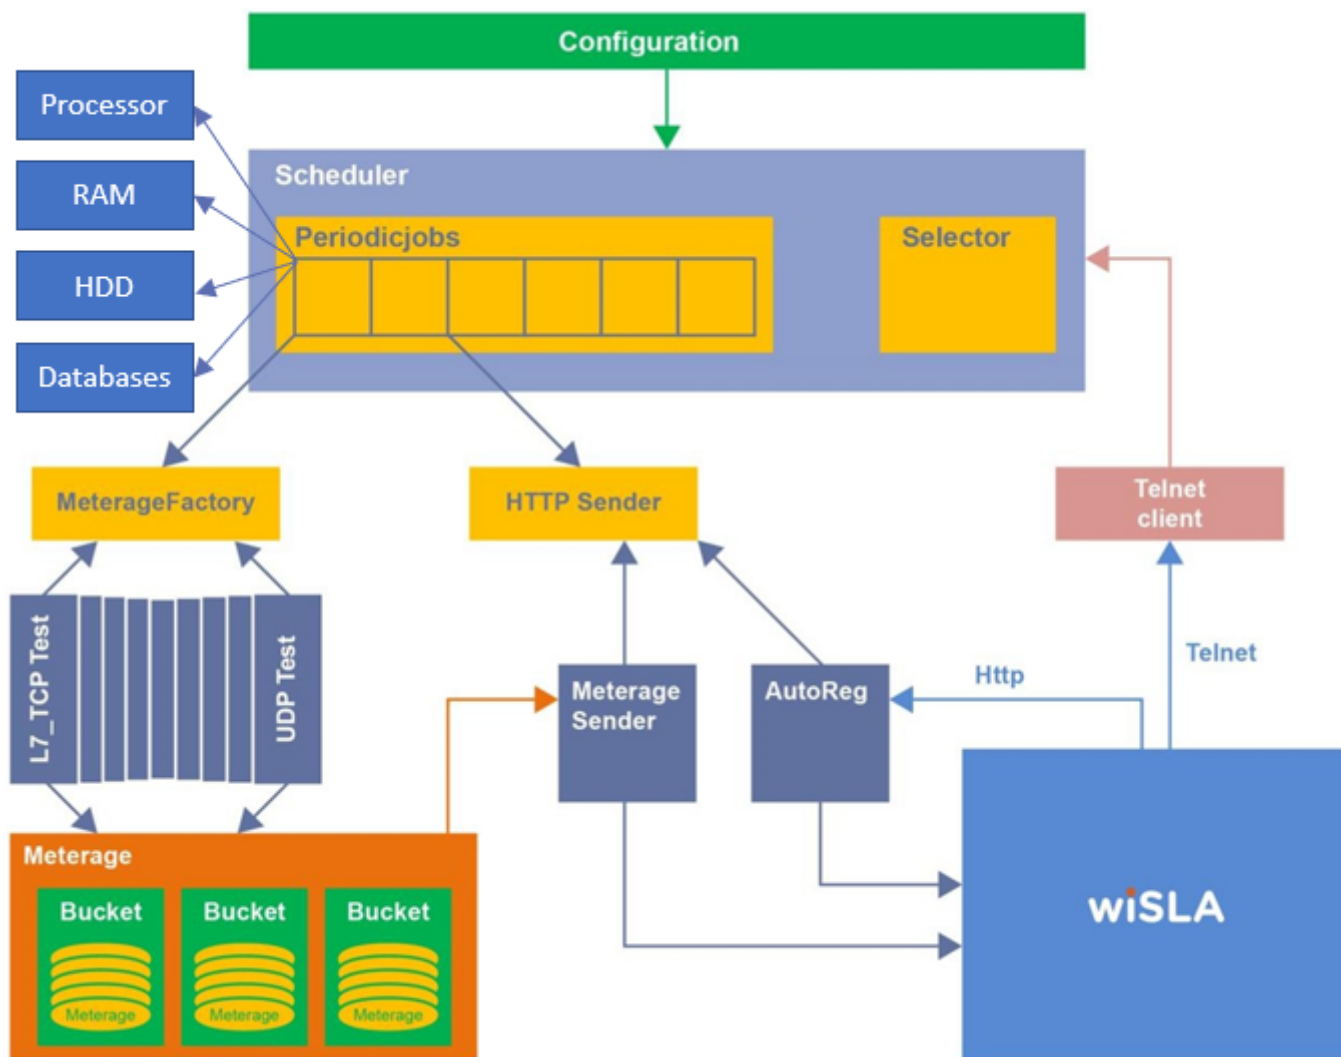 Configuration
Processor
Scheduler
RAM
Periodicjobs
Selector
HDD
Databases
MeterageFactory
HTTP Sender
Telnet
client
L7_TCP Test
UDP Test
Telnet
Http
Meterage
Sender
AutoReg
Meterage
Bucket
Bucket
Bucket
wiSLA
Meterage
Meterage
Meterage